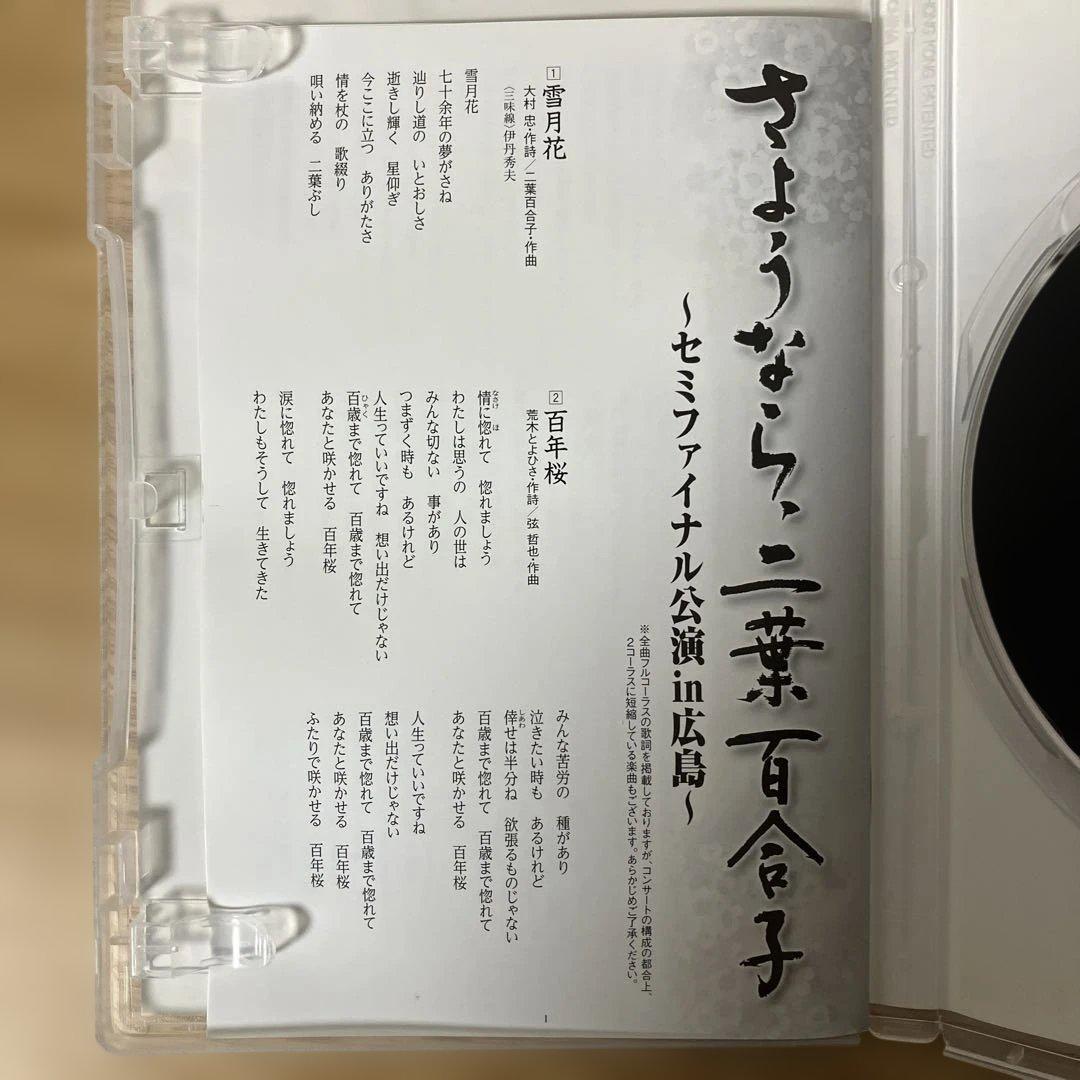 さようなら、二葉百合子
～セミファイナル公演in広島～
※全曲フルコーラスの歌詞を掲載しておりますが、コンサートの構成の都合上、
2コーラスに短縮している楽曲もございます。あらかじめご了承ください。
1 雪月花
大村 忠・作詩／二葉百合子・作曲
〈三味線〉伊丹秀夫
雪月花
七十余年の夢がさね
辿りし道の いとおしさ
逝きし輝く 星仰ぎ
今ここに立つ ありがたさ
情を杖の 歌綴り
唄い納める 二葉ぶし
2 百年桜
荒木とよひさ・作詩／弦 哲也・作曲
情に惚れて 惚れましょう
なさけ ほ
わたしは思うの 人の世は
みんな切ない 事があり
つまずく時も あるけれど
人生っていいですね 想い出だけじゃない
百歳まで惚れて 百歳まで惚れて
ひゃく
あなたと咲かせる 百年桜
涙に惚れて 惚れましょう
わたしもそうして 生きてきた
みんな苦労の 種があり
泣きたい時も あるけれど
倖せは半分ね 欲張るものじゃない
しあわ
百歳まで惚れて 百歳まで惚れて
あなたと咲かせる 百年桜
人生っていいですね
想い出だけじゃない
百歳まで惚れて 百歳まで惚れて
あなたと咲かせる 百年桜
ふたりで咲かせる 百年桜
1